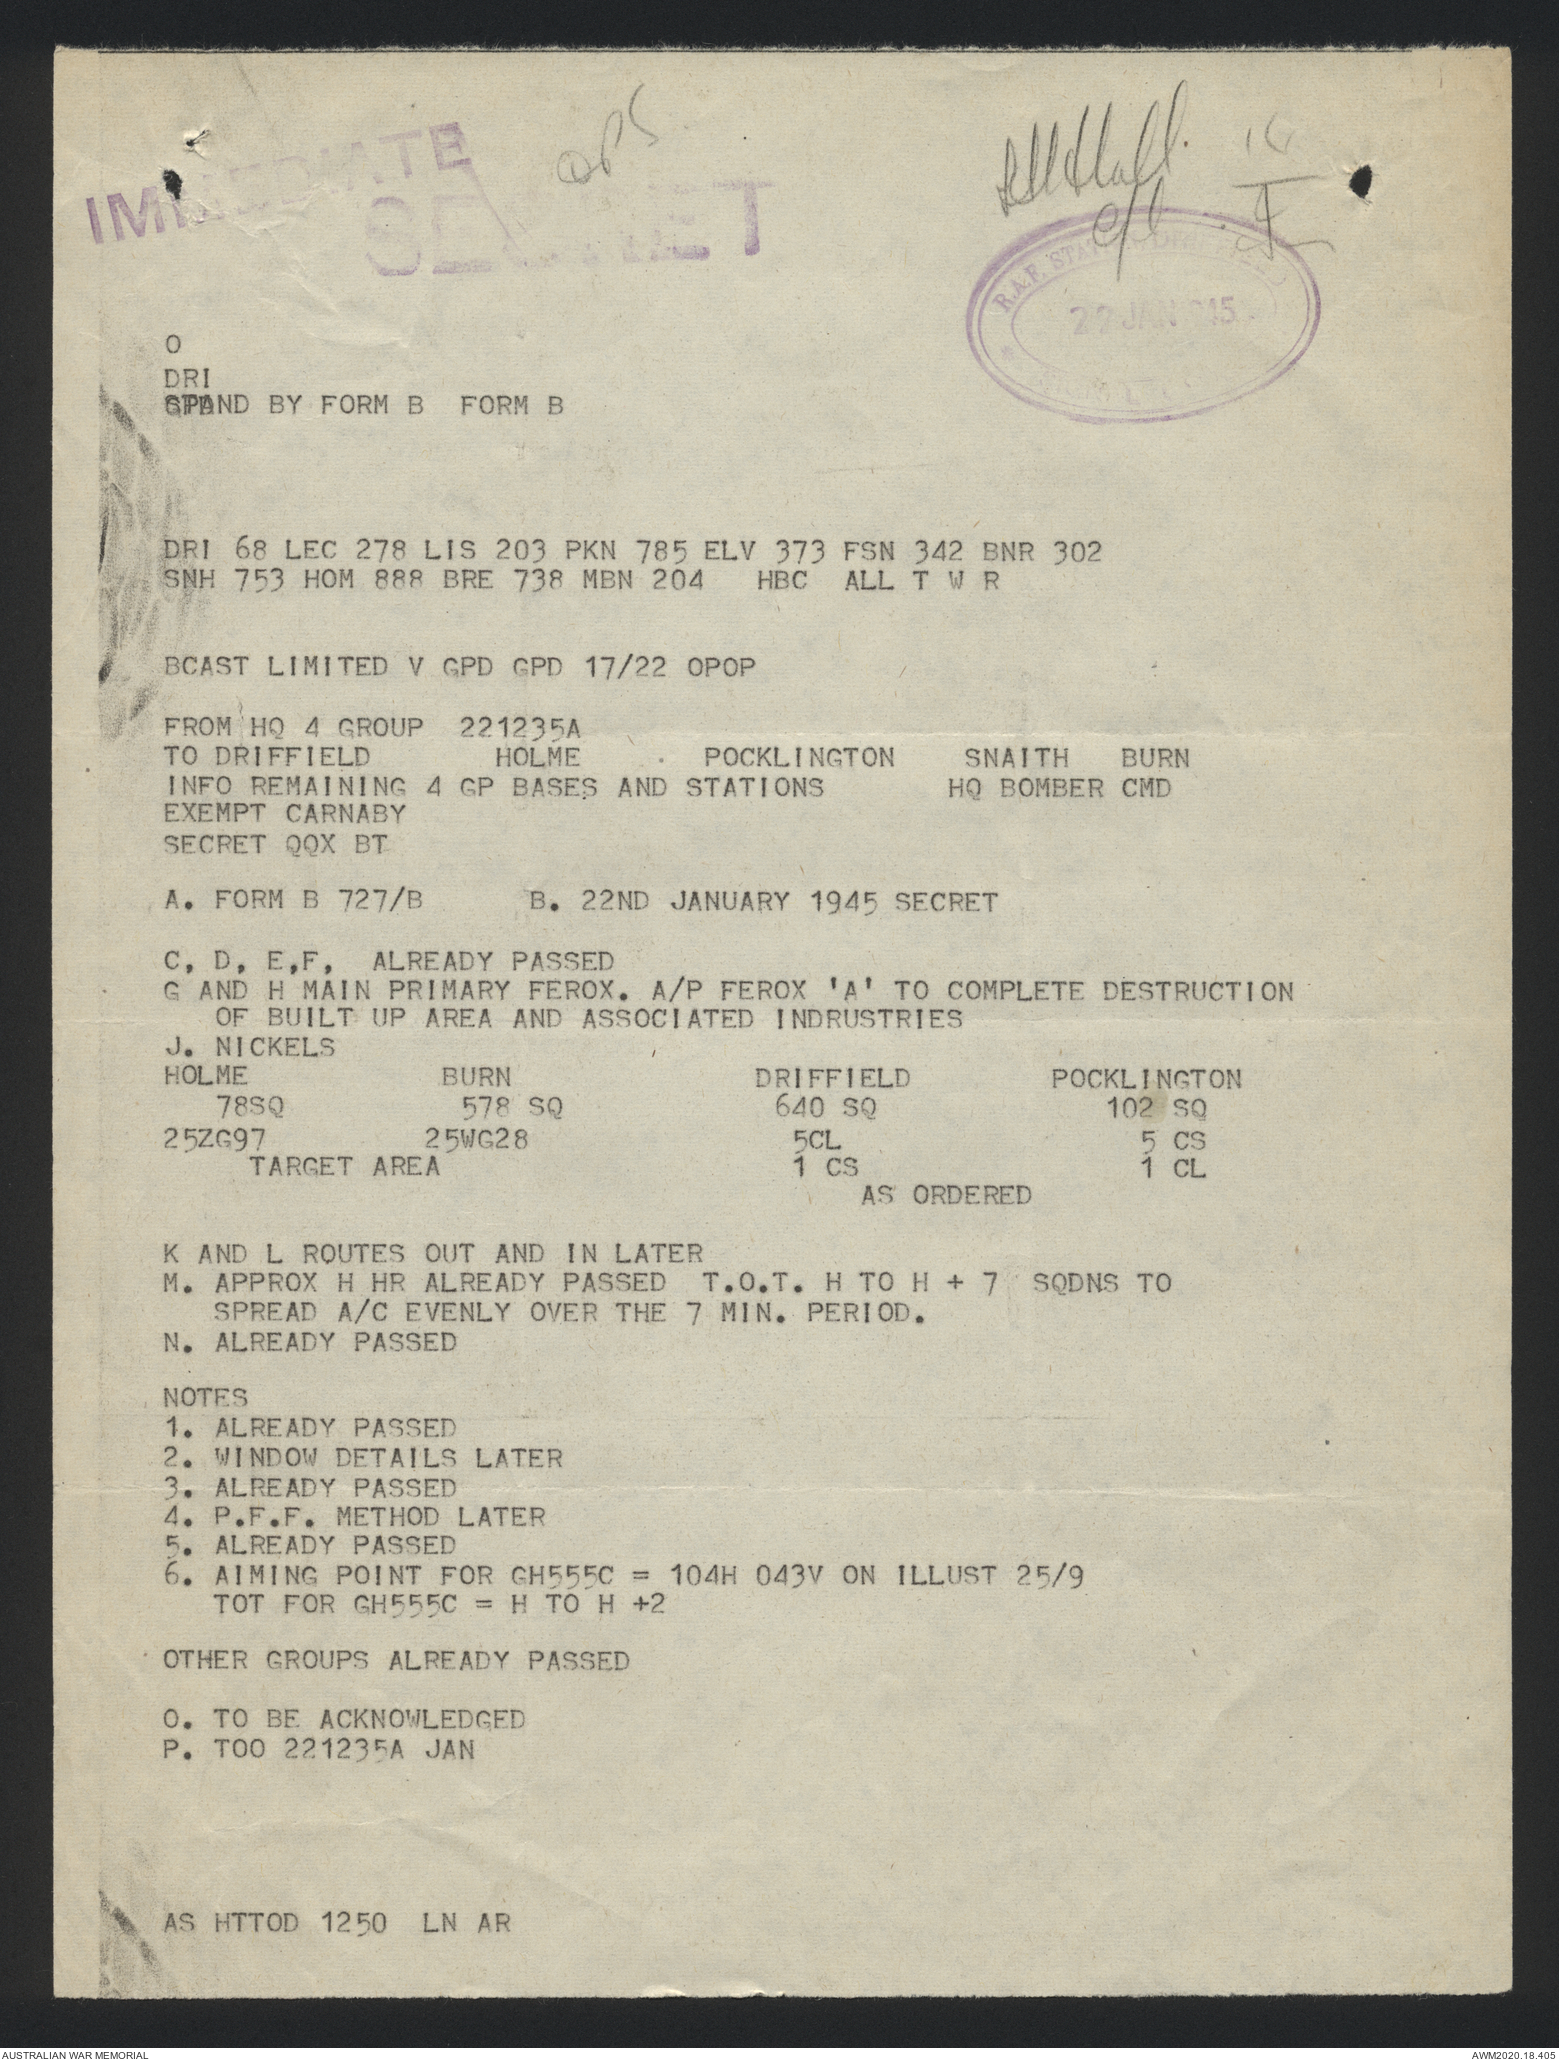 IMMEDIATE
OPS
SECRET
R.A.F. STATION
22 JAN 1945
O
DRI
GPD
STAND BY FORM B  FORM B
DRI 68 LEC 278 LIS 203 PKN 785 ELV 373 FSN 342 BNR 302
SNH 753 HOM 888 BRE 738 MBN 204   HBC  ALL T W R
BCAST LIMITED V GPD GPD 17/22 OPOP
FROM HQ 4 GROUP  221235A
TO DRIFFIELD       HOLME       POCKLINGTON    SNAITH   BURN
INFO REMAINING 4 GP BASES AND STATIONS       HQ BOMBER CMD
EXEMPT CARNABY
SECRET QQX BT
A. FORM B 727/B      B. 22ND JANUARY 1945 SECRET
C, D, E,F,  ALREADY PASSED
G AND H MAIN PRIMARY FEROX. A/P FEROX 'A' TO COMPLETE DESTRUCTION
OF BUILT UP AREA AND ASSOCIATED INDRUSTRIES
J. NICKELS
HOLME           BURN              DRIFFIELD        POCKLINGTON
78SQ          578 SQ            640 SQ             102 SQ
25ZG97         25WG28               5CL                 5 CS
TARGET AREA                    1 CS                1 CL
AS ORDERED
K AND L ROUTES OUT AND IN LATER
M. APPROX H HR ALREADY PASSED  T.O.T. H TO H + 7  SQDNS TO
SPREAD A/C EVENLY OVER THE 7 MIN. PERIOD.
N. ALREADY PASSED
NOTES
1. ALREADY PASSED
2. WINDOW DETAILS LATER
3. ALREADY PASSED
4. P.F.F. METHOD LATER
5. ALREADY PASSED
6. AIMING POINT FOR GH555C = 104H 043V ON ILLUST 25/9
TOT FOR GH555C = H TO H +2
OTHER GROUPS ALREADY PASSED
O. TO BE ACKNOWLEDGED
P. TOO 221235A JAN
AS HTTOD 1250  LN AR
AUSTRALIAN WAR MEMORIAL
AWM2020.18.405